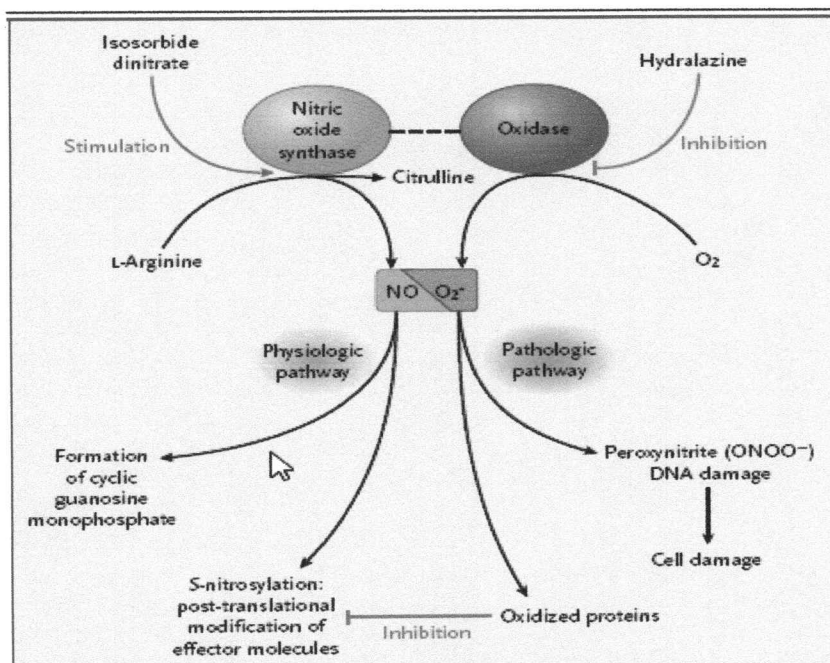 Isosorbide
dinitrate
Hydralazine
Nitric
oxide
synthase
Oxidase
Stimulation
Inhibition
Citrulline
L-Arginine
O2
NO O2-
Physiologic
pathway
Pathologic
pathway
Formation
of cyclic
guanosine
monophosphate
Peroxynitrite (ONOO−)
DNA damage
Cell damage
S-nitrosylation:
post-translational
modification of
effector molecules
Inhibition
Oxidized proteins